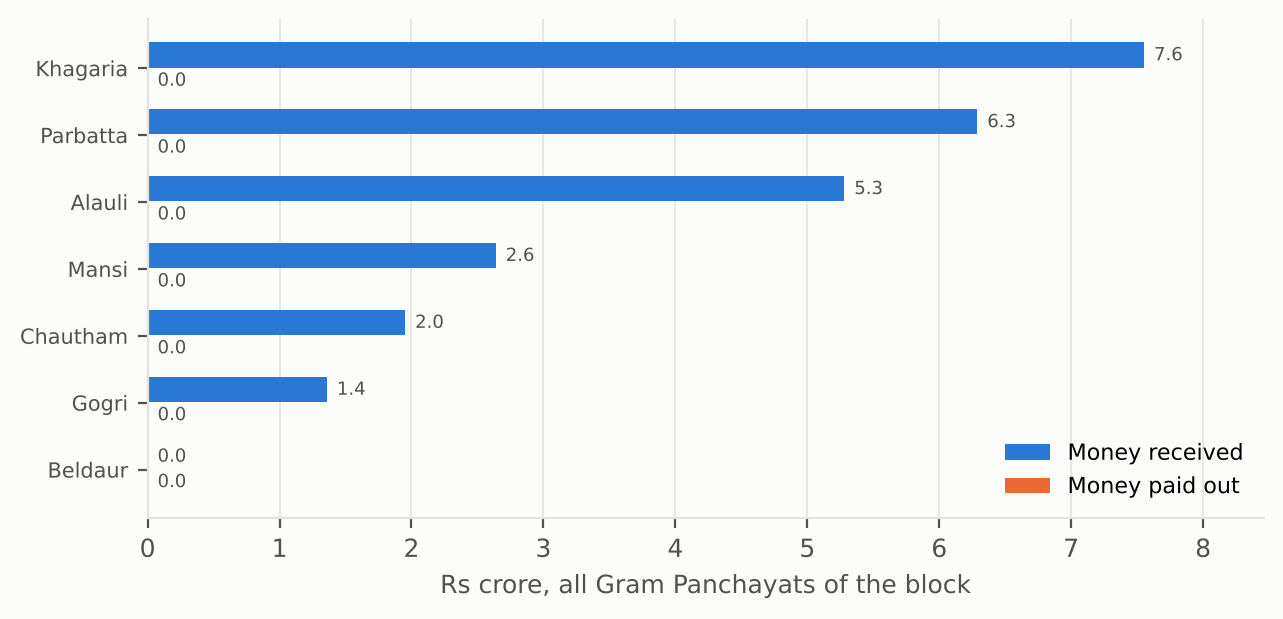 Khagaria
7.6
0.0
Parbatta
6.3
0.0
Alauli
5.3
0.0
Mansi
2.6
0.0
Chautham
2.0
0.0
Gogri
1.4
0.0
Beldaur
0.0
0.0
Money received
Money paid out
0 1 2 3 4 5 6 7 8
Rs crore, all Gram Panchayats of the block